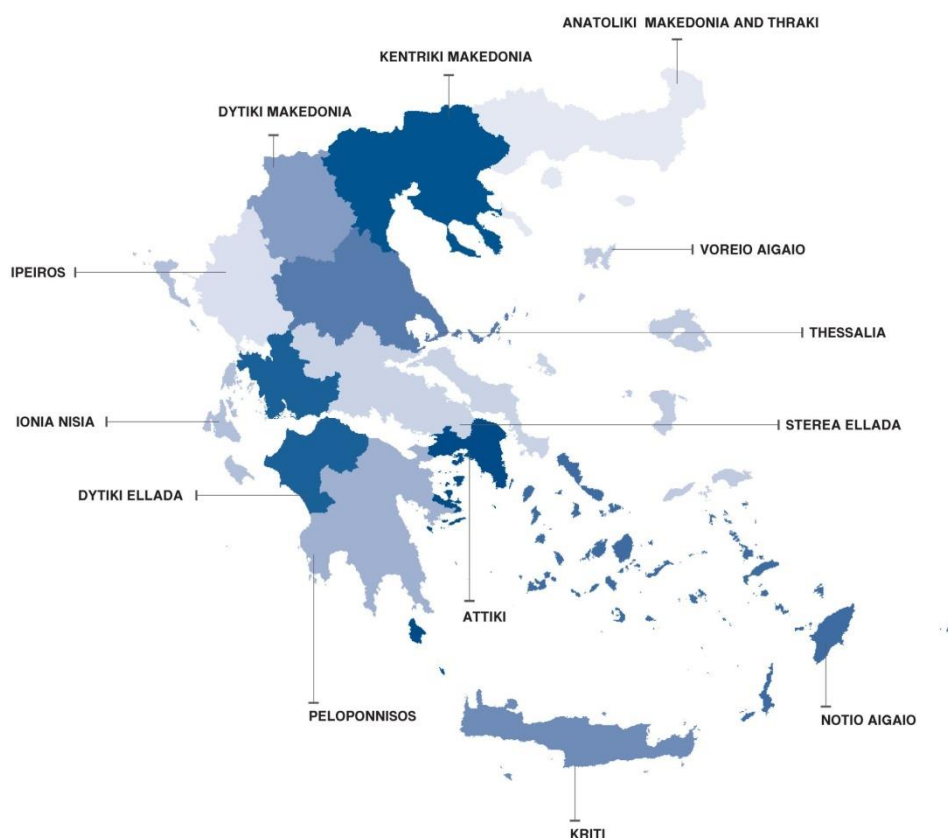 ANATOLIKI MAKEDONIA AND THRAKI
KENTRIKI MAKEDONIA
DYTIKI MAKEDONIA
VOREIO AIGAIO
IPEIROS
THESSALIA
IONIA NISIA
STEREA ELLADA
DYTIKI ELLADA
ATTIKI
PELOPONNISOS
NOTIO AIGAIO
KRITI